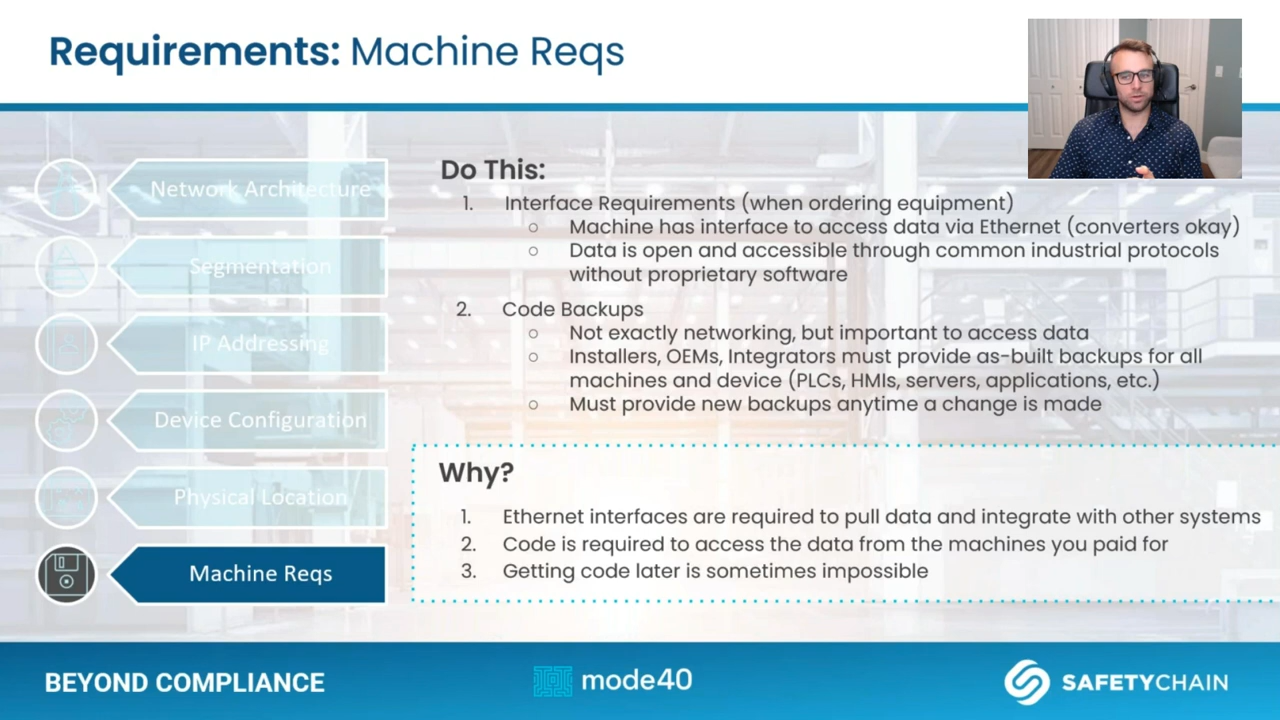 Requirements: Machine Reqs
Network Architecture
Segmentation
IP Addressing
Device Configuration
Physical Location
Machine Reqs
Do This:
1. Interface Requirements (when ordering equipment)
○ Machine has interface to access data via Ethernet (converters okay)
○ Data is open and accessible through common industrial protocols
without proprietary software
2. Code Backups
○ Not exactly networking, but important to access data
○ Installers, OEMs, Integrators must provide as-built backups for all
machines and device (PLCs, HMIs, servers, applications, etc.)
○ Must provide new backups anytime a change is made
Why?
1. Ethernet interfaces are required to pull data and integrate with other systems
2. Code is required to access the data from the machines you paid for
3. Getting code later is sometimes impossible
BEYOND COMPLIANCE
mode40
SAFETYCHAIN